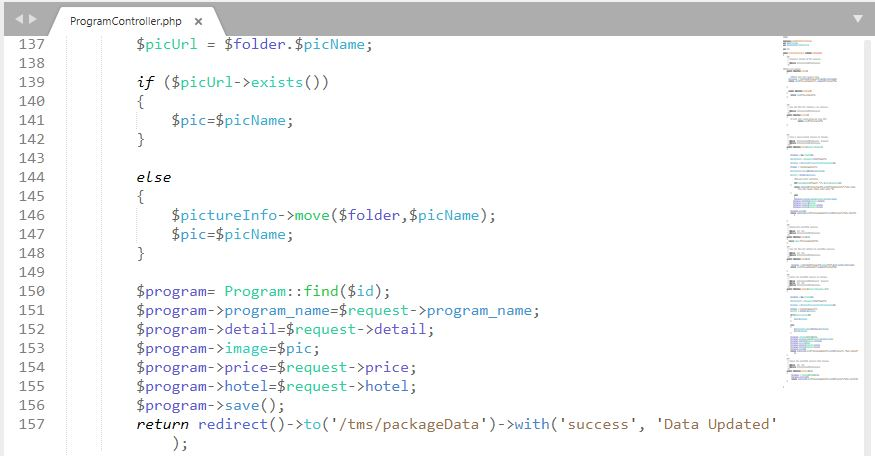 ProgramController.php ×
137 $picUrl = $folder.$picName;
138
139 if ($picUrl->exists())
140 {
141 $pic=$picName;
142 }
143
144 else
145 {
146 $pictureInfo->move($folder,$picName);
147 $pic=$picName;
148 }
149
150 $program= Program::find($id);
151 $program->program_name=$request->program_name;
152 $program->detail=$request->detail;
153 $program->image=$pic;
154 $program->price=$request->price;
155 $program->hotel=$request->hotel;
156 $program->save();
157 return redirect()->to('/tms/packageData')->with('success', 'Data Updated'
);